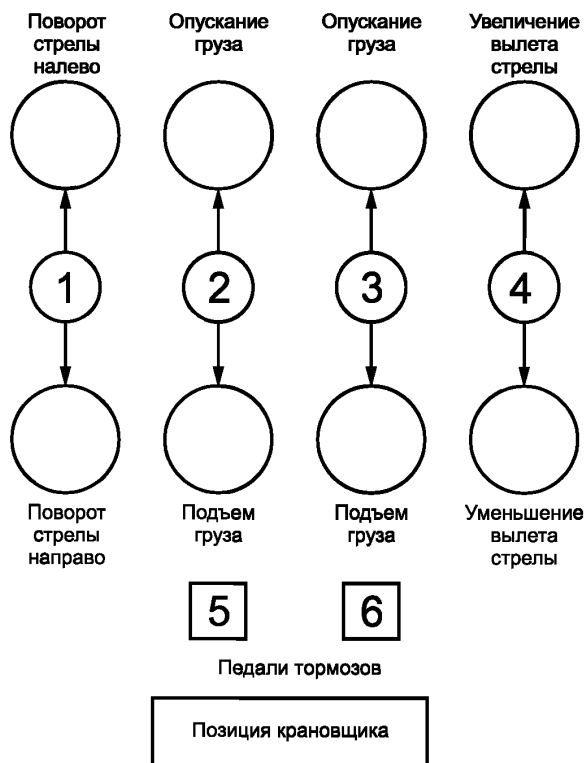 Поворот
стрелы
налево
Опускание
груза
Опускание
груза
Увеличение
вылета
стрелы
1
2
3
4
Поворот
стрелы
направо
Подъем
груза
Подъем
груза
Уменьшение
вылета
стрелы
5
6
Педали тормозов
Позиция крановщика